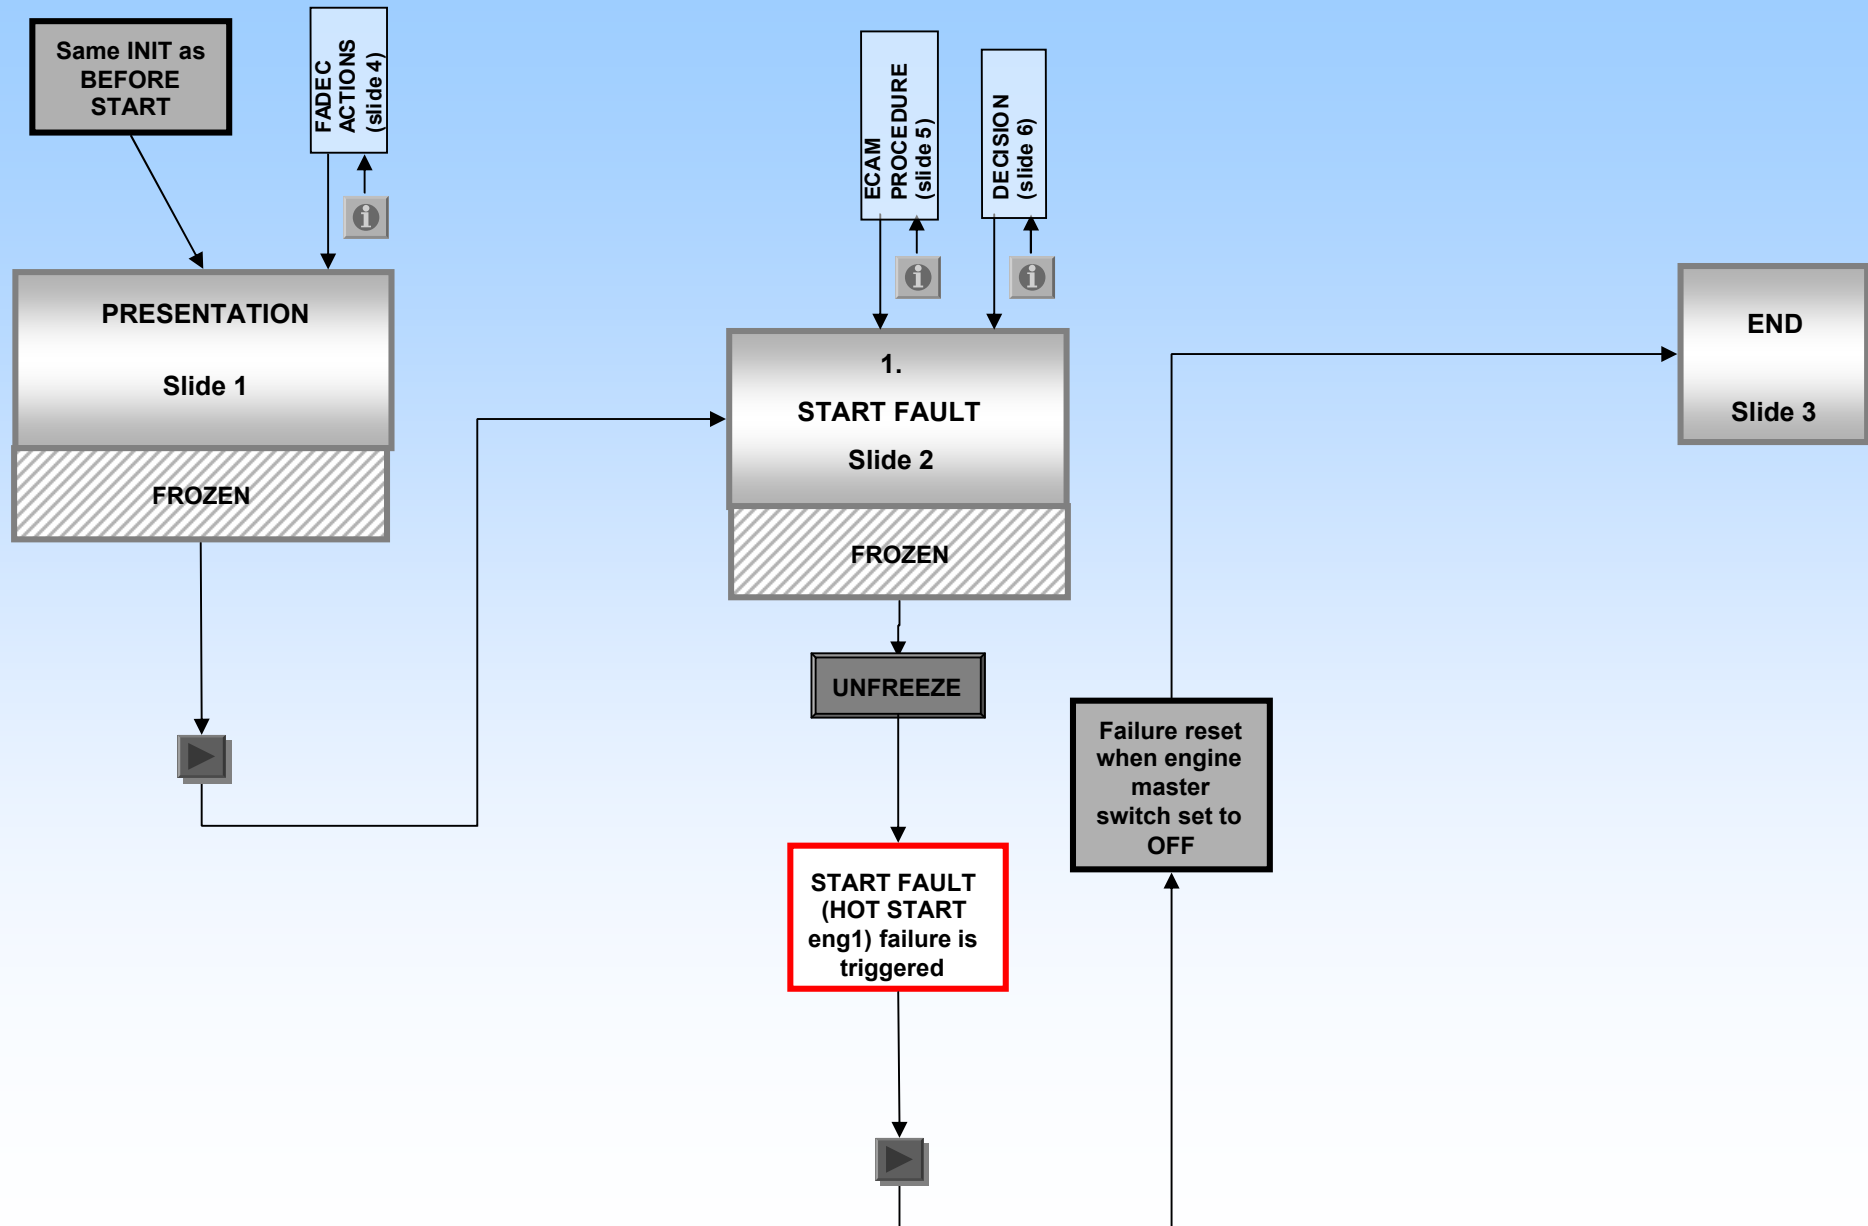 Same INIT as
BEFORE
START
FADEC
ACTIONS
(slide 4)
ECAM
PROCEDURE
(slide 5)
DECISION
(slide 6)
PRESENTATION
Slide 1
FROZEN
1.
START FAULT
Slide 2
FROZEN
UNFREEZE
START FAULT
(HOT START
eng1) failure is
triggered
Failure reset
when engine
master
switch set to
OFF
END
Slide 3